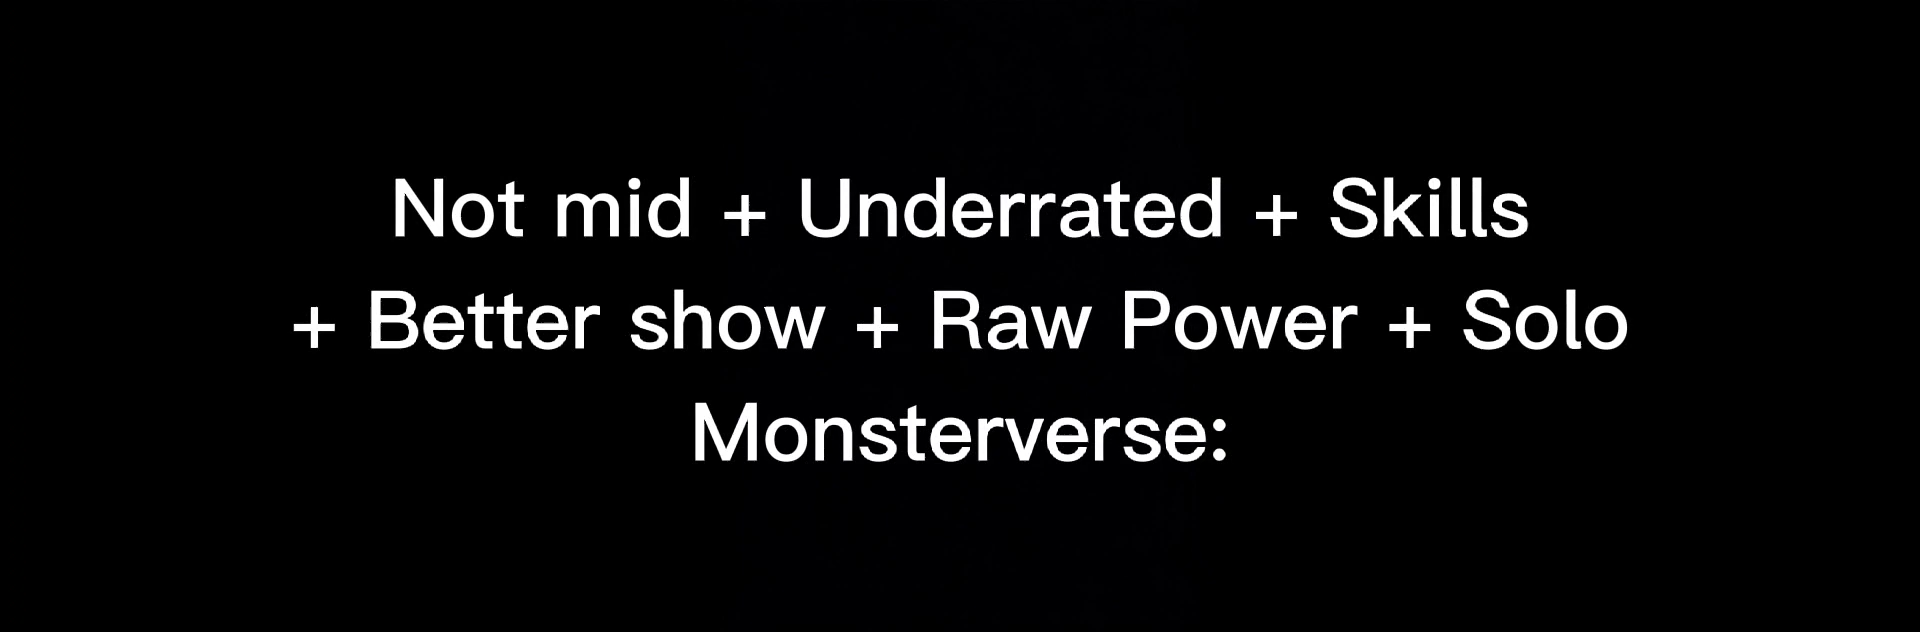 Not mid + Underrated + Skills
+ Better show + Raw Power + Solo
Monsterverse: